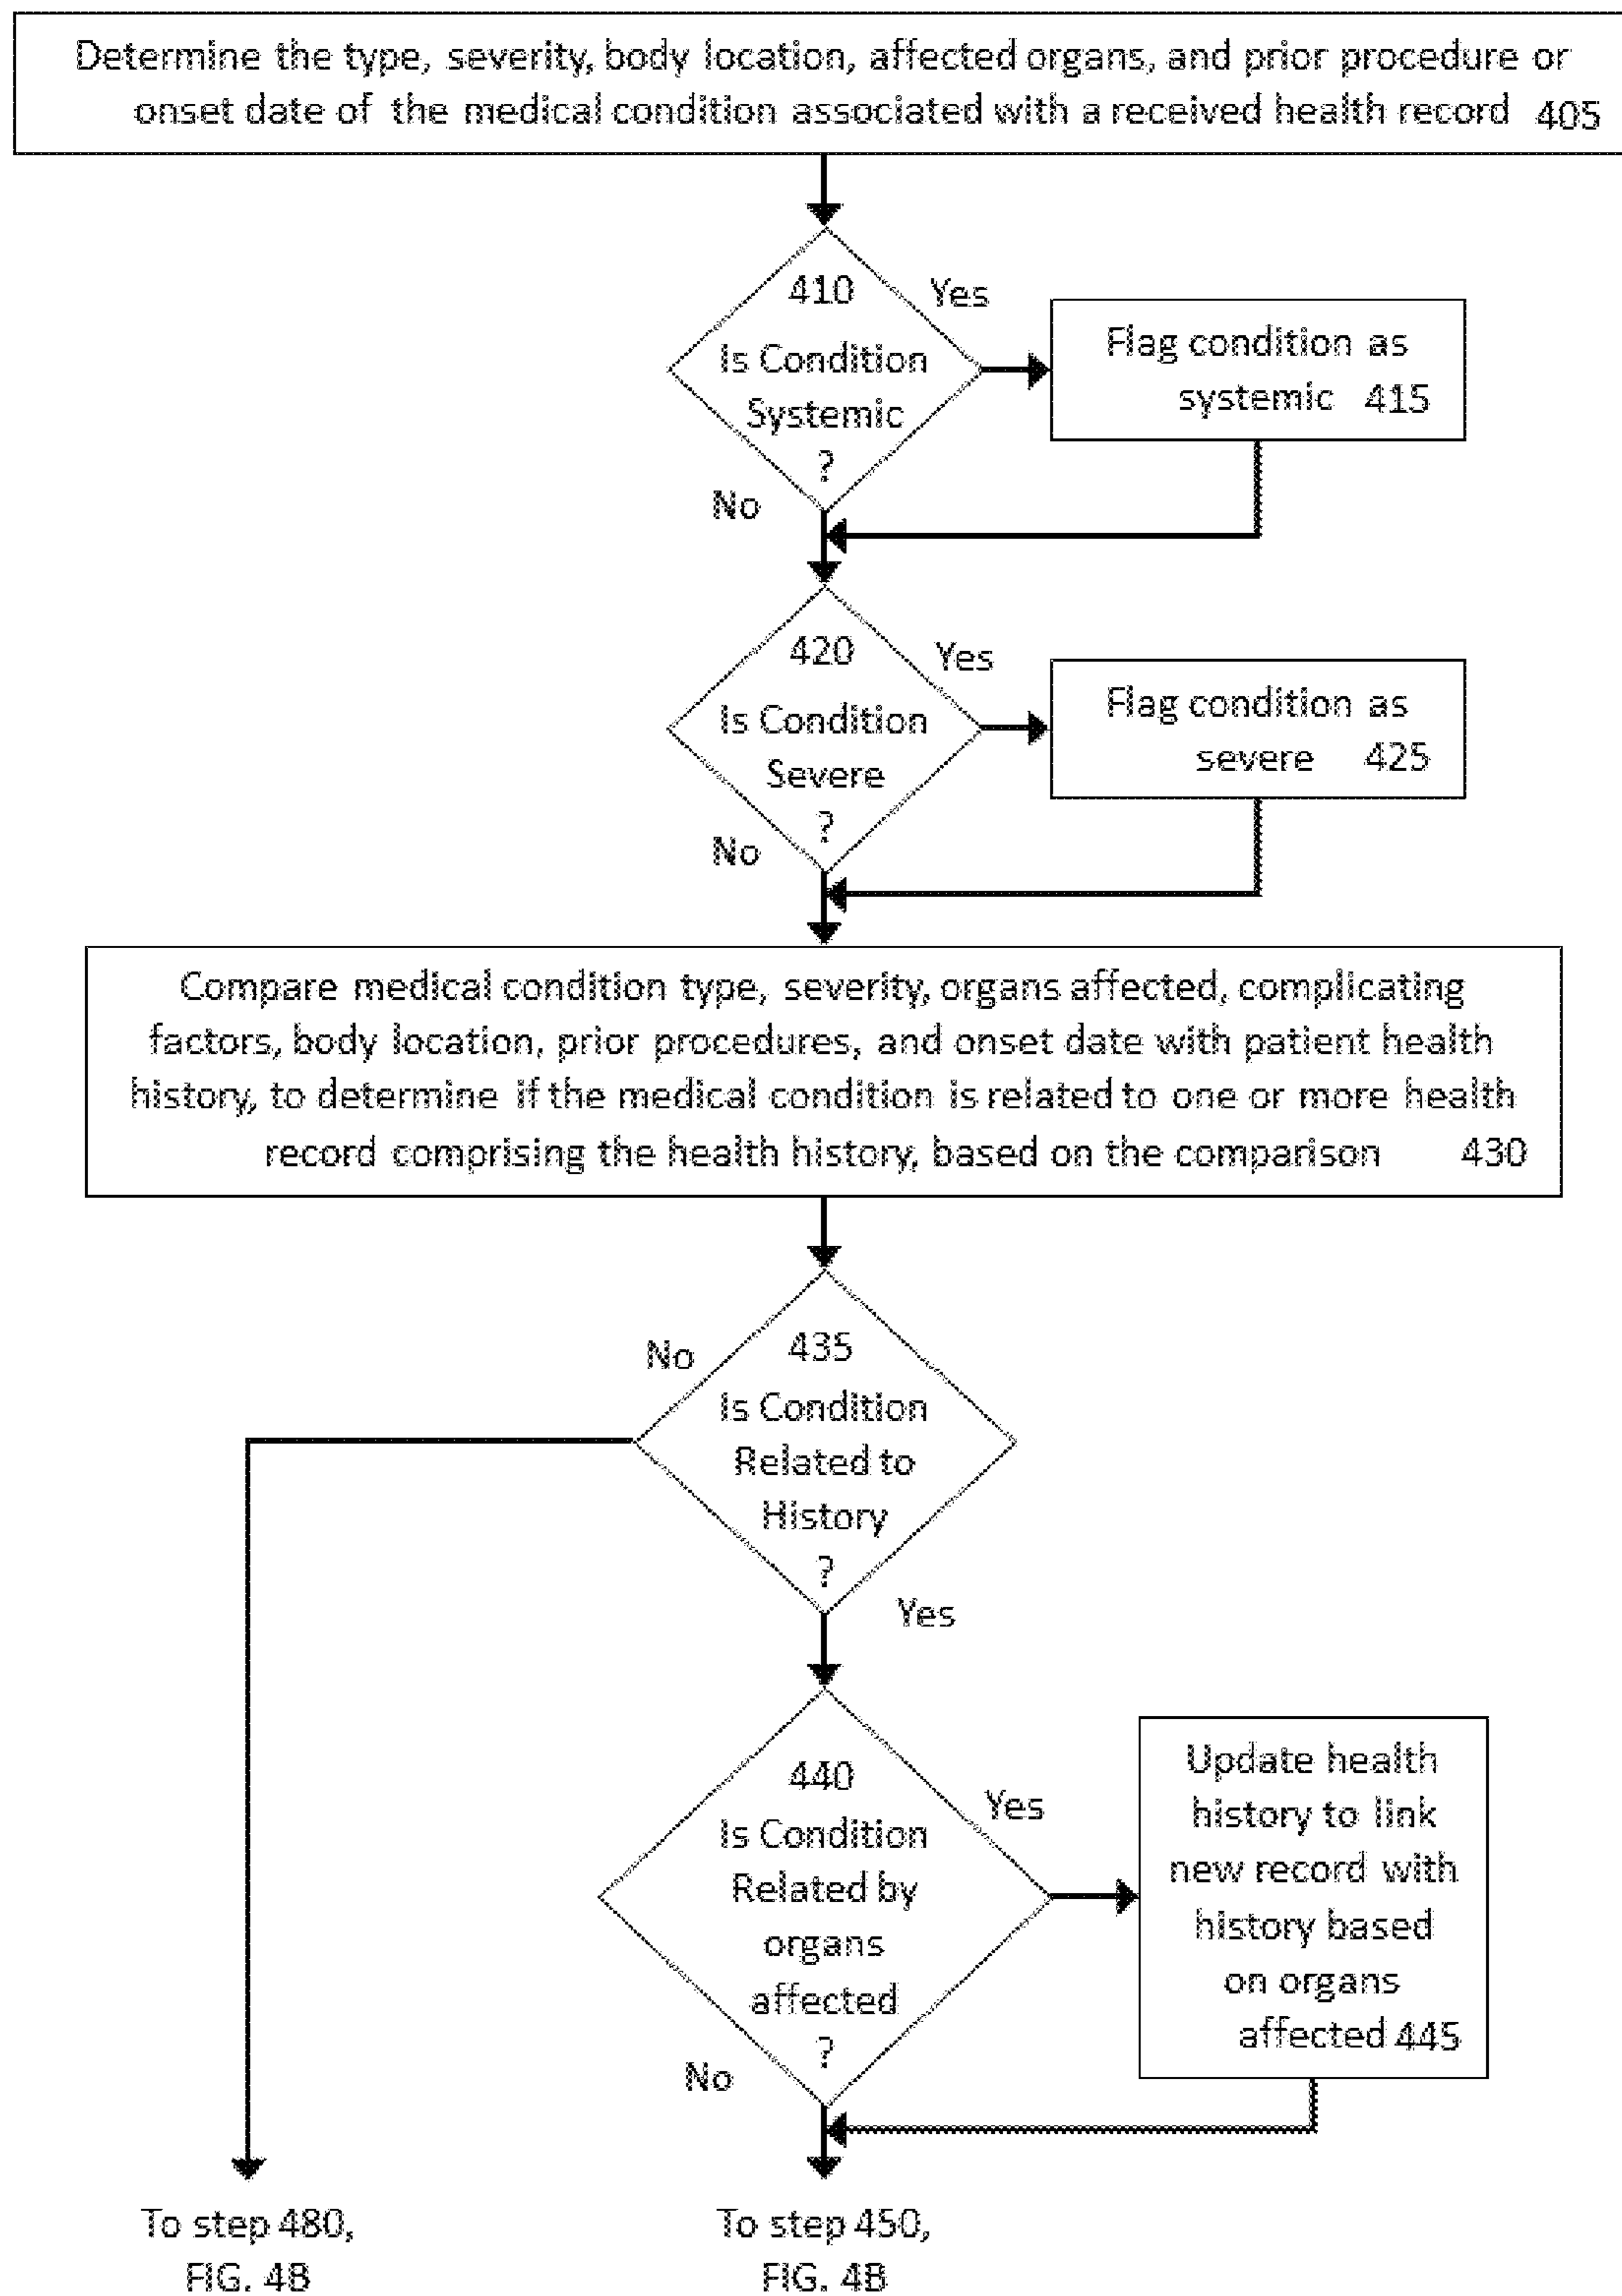 Determine the type, severity, body location, affected organs, and prior procedure or
onset date of the medical condition associated with a received health record 405
410
Yes
Is Condition
Systemic
?
No
Flag condition as
systemic 415
420
Yes
Is Condition
Severe
?
No
Flag condition as
severe 425
Compare medical condition type, severity, organs affected, complicating
factors, body location, prior procedures, and onset date with patient health
history, to determine if the medical condition is related to one or more health
record comprising the health history, based on the comparison 430
No
435
Is Condition
Related to
History
?
Yes
440
Is Condition
Related by
organs
affected
?
Yes
No
Update health
history to link
new record with
history based
on organs
affected 445
To step 480,
FIG. 4B
To step 450,
FIG. 4B